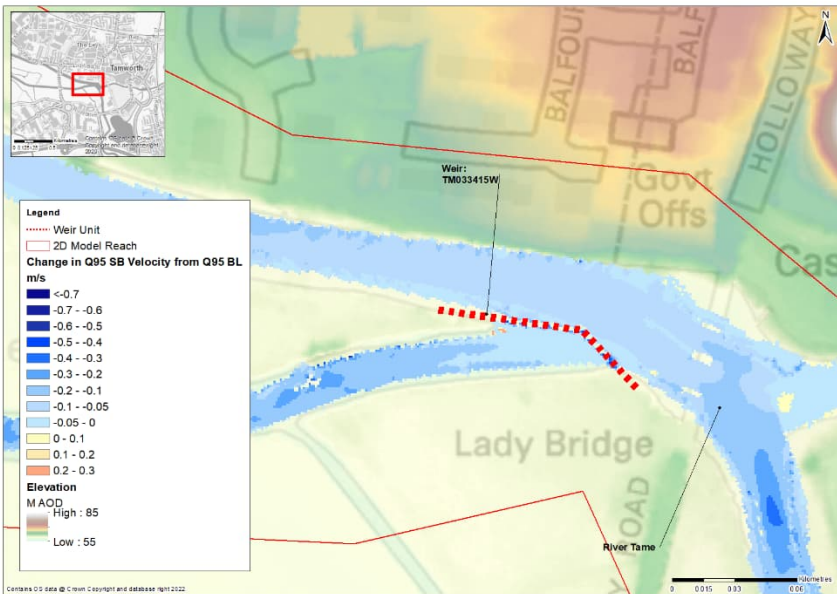 N
Tamworth
BALFOUR
BALF
HOLLOWAY
Weir:
TM033415W
Govt
Offs
Cas
Legend
Weir Unit
2D Model Reach
Change in Q95 SB Velocity from Q95 BL
m/s
<-0.7
-0.7 - -0.6
-0.6 - -0.5
-0.5 - -0.4
-0.4 - -0.3
-0.3 - -0.2
-0.2 - -0.1
-0.1 - -0.05
-0.05 - 0
0 - 0.1
0.1 - 0.2
0.2 - 0.3
Elevation
M AOD
High : 85
Low : 55
Lady Bridge
ROAD
River Tame
Kilometres
0 0.015 0.03 0.06
Contains OS data @ Crown Copyright and database right 2022